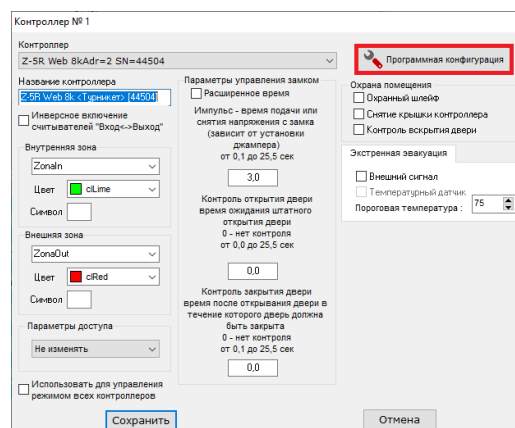 Контроллер № 1
Контроллер
Z-5R Web 8kAdr=2 SN=44504
Программная конфигурация
Название контроллера
Z-5R Web 8k <Турникет> [44504]
Инверсное включение
считывателей "Вход<->Выход"
Внутренняя зона
ZonaIn
Цвет clLime
Символ
Внешняя зона
ZonaOut
Цвет clRed
Символ
Параметры доступа
Не изменять
Использовать для управления
режимом всех контроллеров
Параметры управления замком
Расширенное время
Импульс - время подачи или
снятия напряжения с замка
(зависит от установки
джампера)
от 0,1 до 25,5 сек
3,0
Контроль открытия двери
время ожидания штатного
открытия двери
0 - нет контроля
от 0,0 до 25,5 сек
0,0
Контроль закрытия двери
время после открывания двери в
течение которого дверь должна
быть закрыта
0 - нет контроля
от 0,1 до 25,5 сек
0,0
Охрана помещения
Охранный шлейф
Снятие крышки контроллера
Контроль вскрытия двери
Экстренная эвакуация
Внешний сигнал
Температурный датчик
Пороговая температура : 75
Сохранить
Отмена